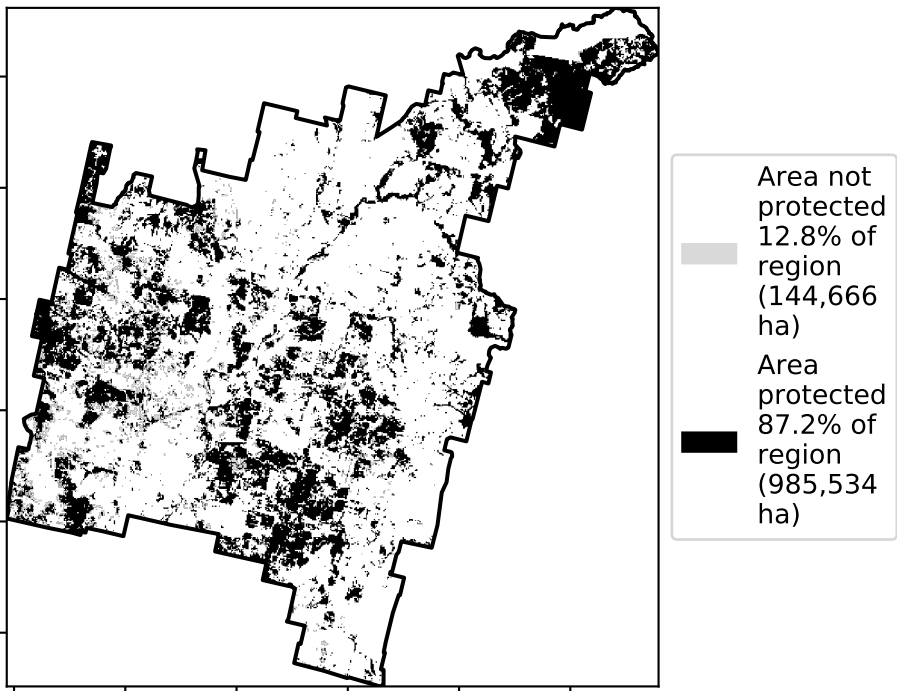 Area not
protected
12.8% of
region
(144,666
ha)
Area
protected
87.2% of
region
(985,534
ha)